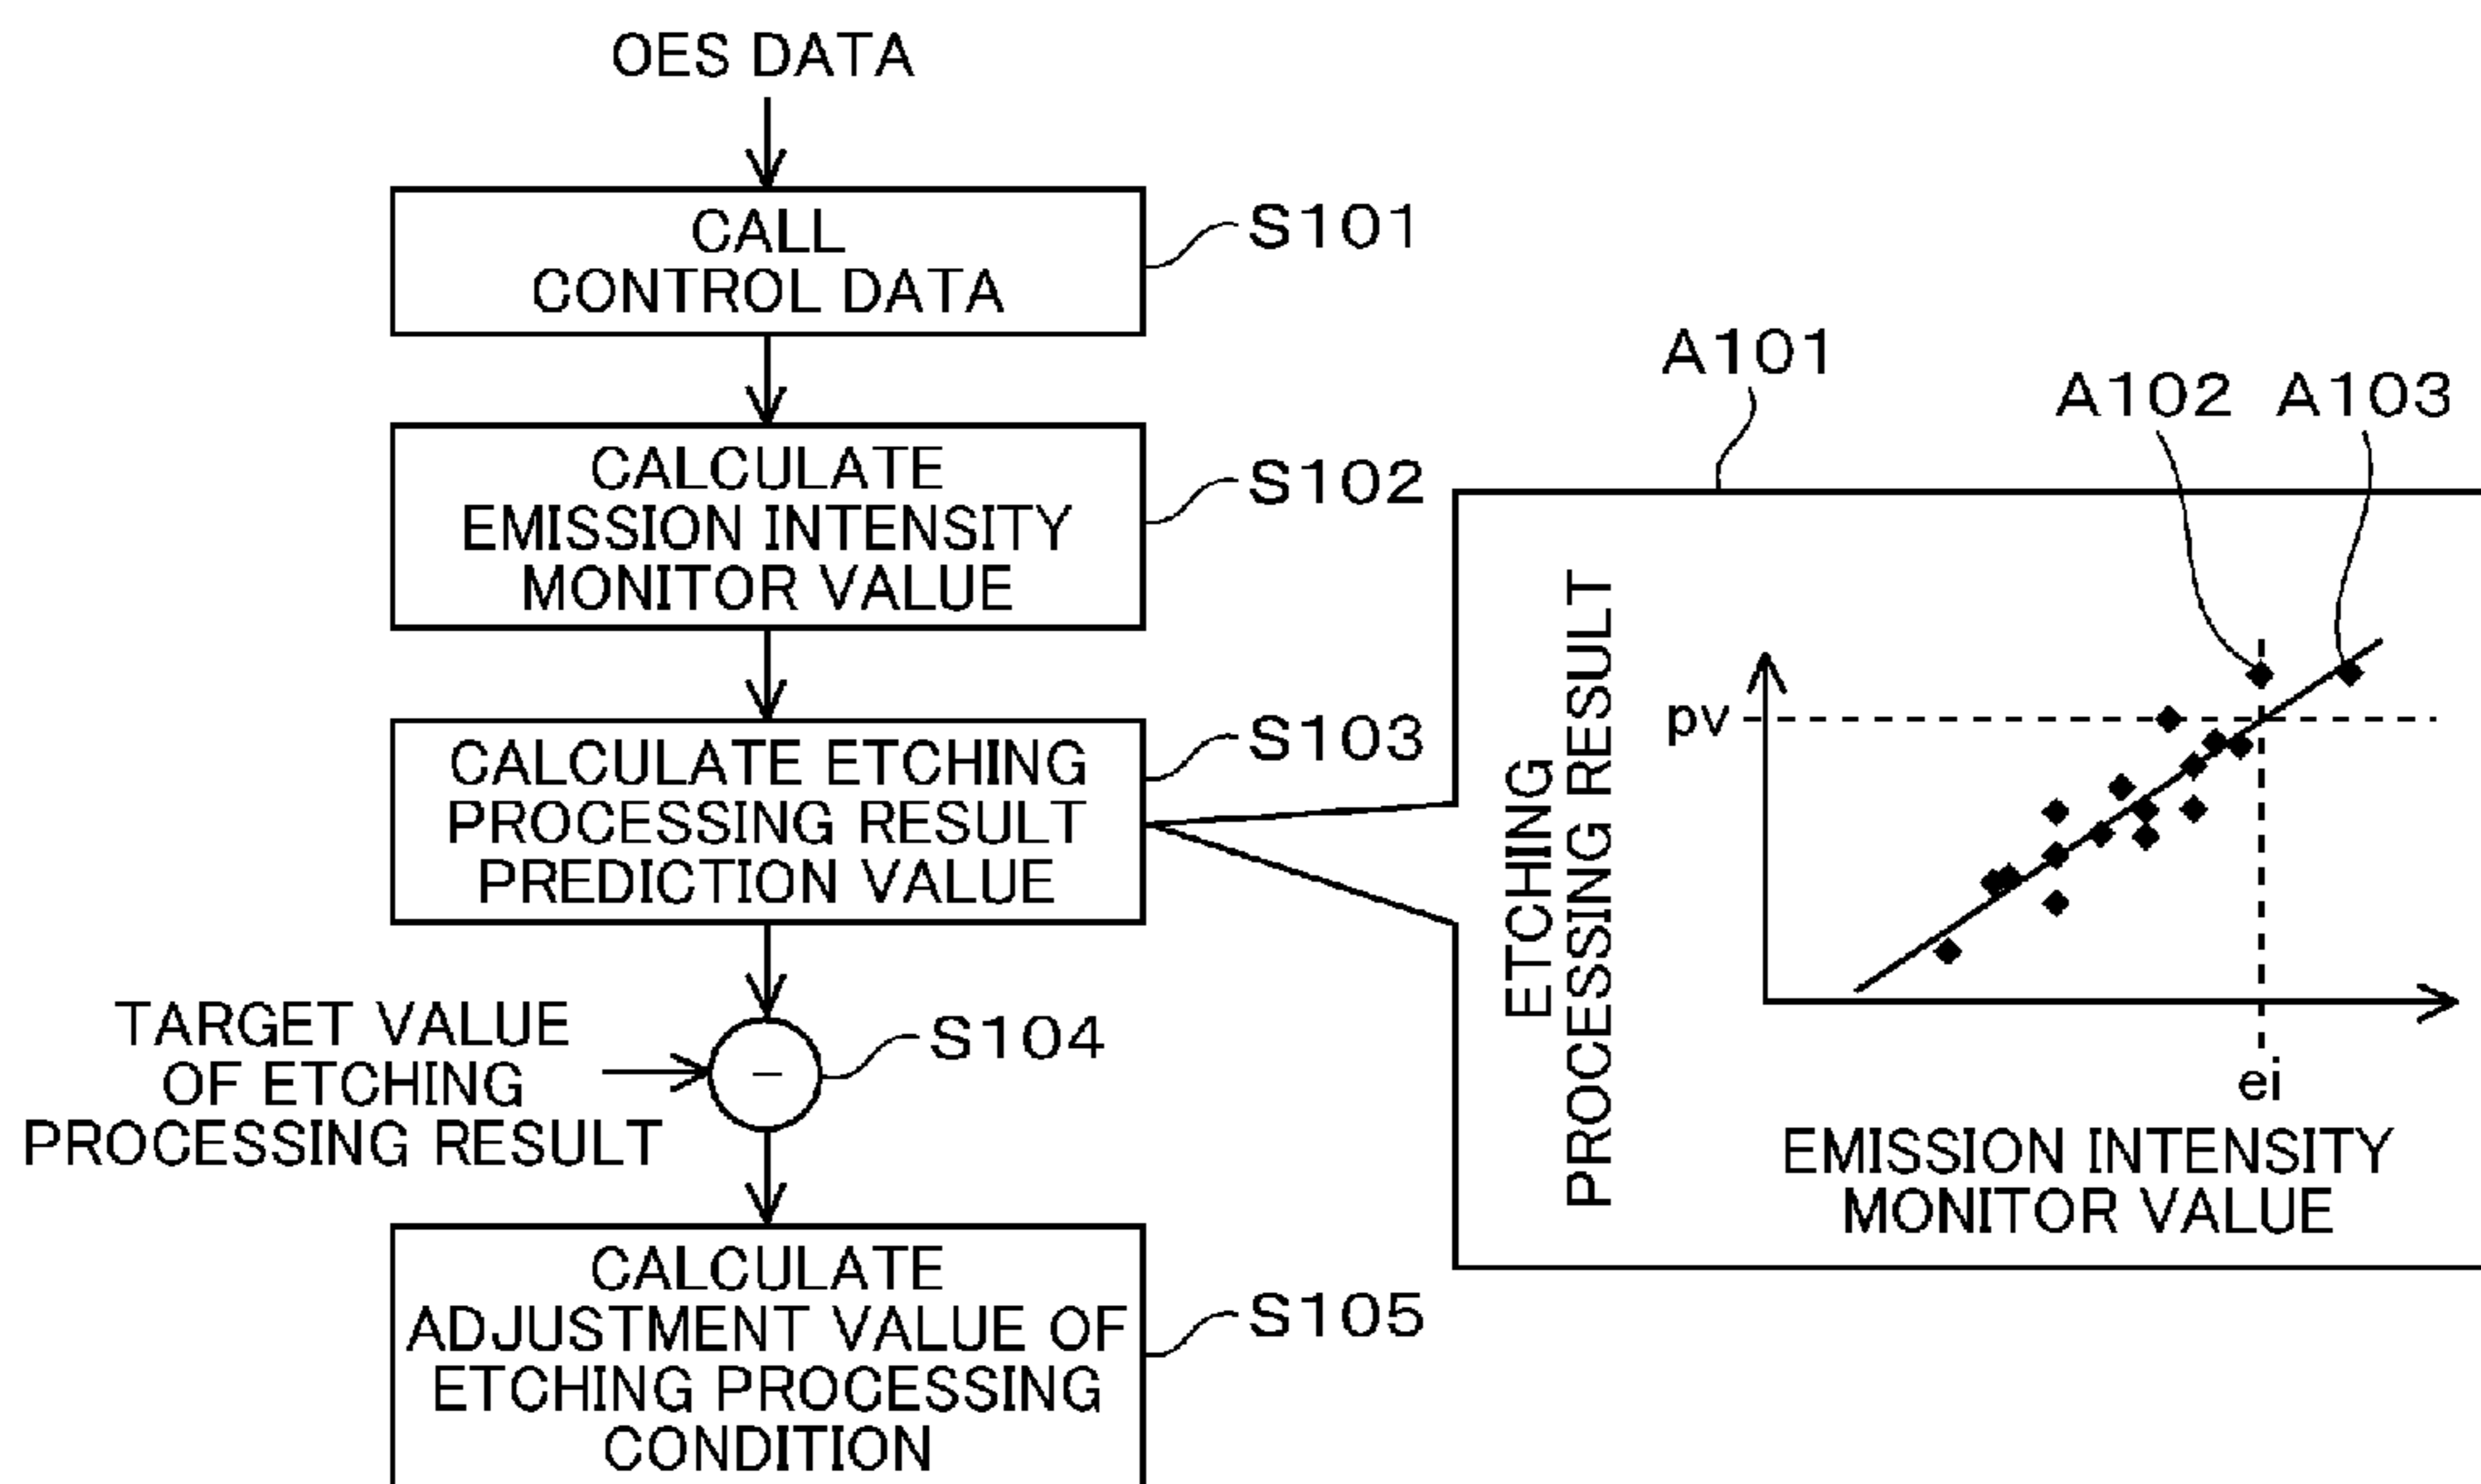 OES DATA
CALL
CONTROL DATA
S101
CALCULATE
EMISSION INTENSITY
MONITOR VALUE
S102
CALCULATE ETCHING
PROCESSING RESULT
PREDICTION VALUE
S103
TARGET VALUE
OF ETCHING
PROCESSING RESULT
−
S104
CALCULATE
ADJUSTMENT VALUE OF
ETCHING PROCESSING
CONDITION
S105
A101
A102
A103
ETCHING
PROCESSING RESULT
pv
ei
EMISSION INTENSITY
MONITOR VALUE